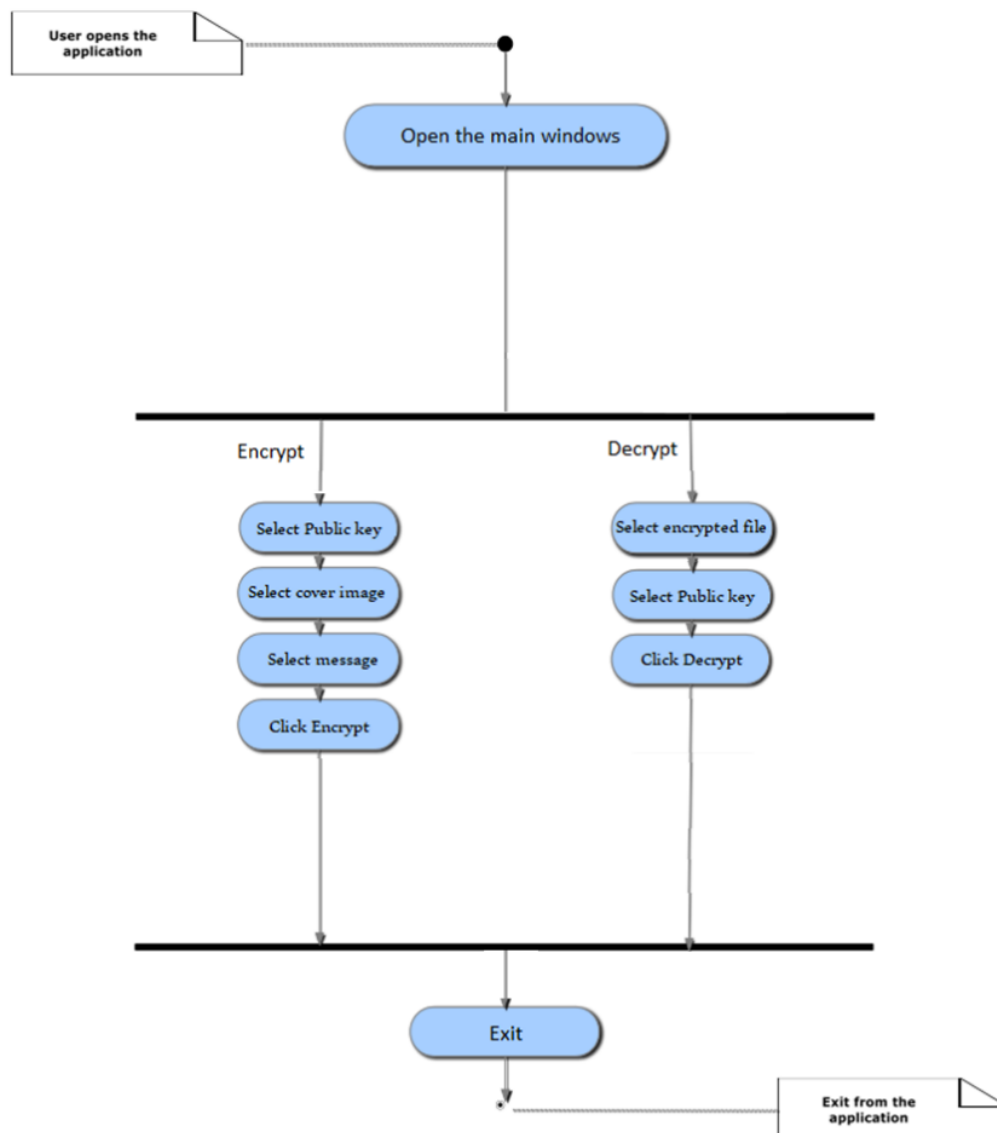 User opens the
application
Open the main windows
Encrypt
Select Public key
Select cover image
Select message
Click Encrypt
Decrypt
Select encrypted file
Select Public key
Click Decrypt
Exit
Exit from the
application